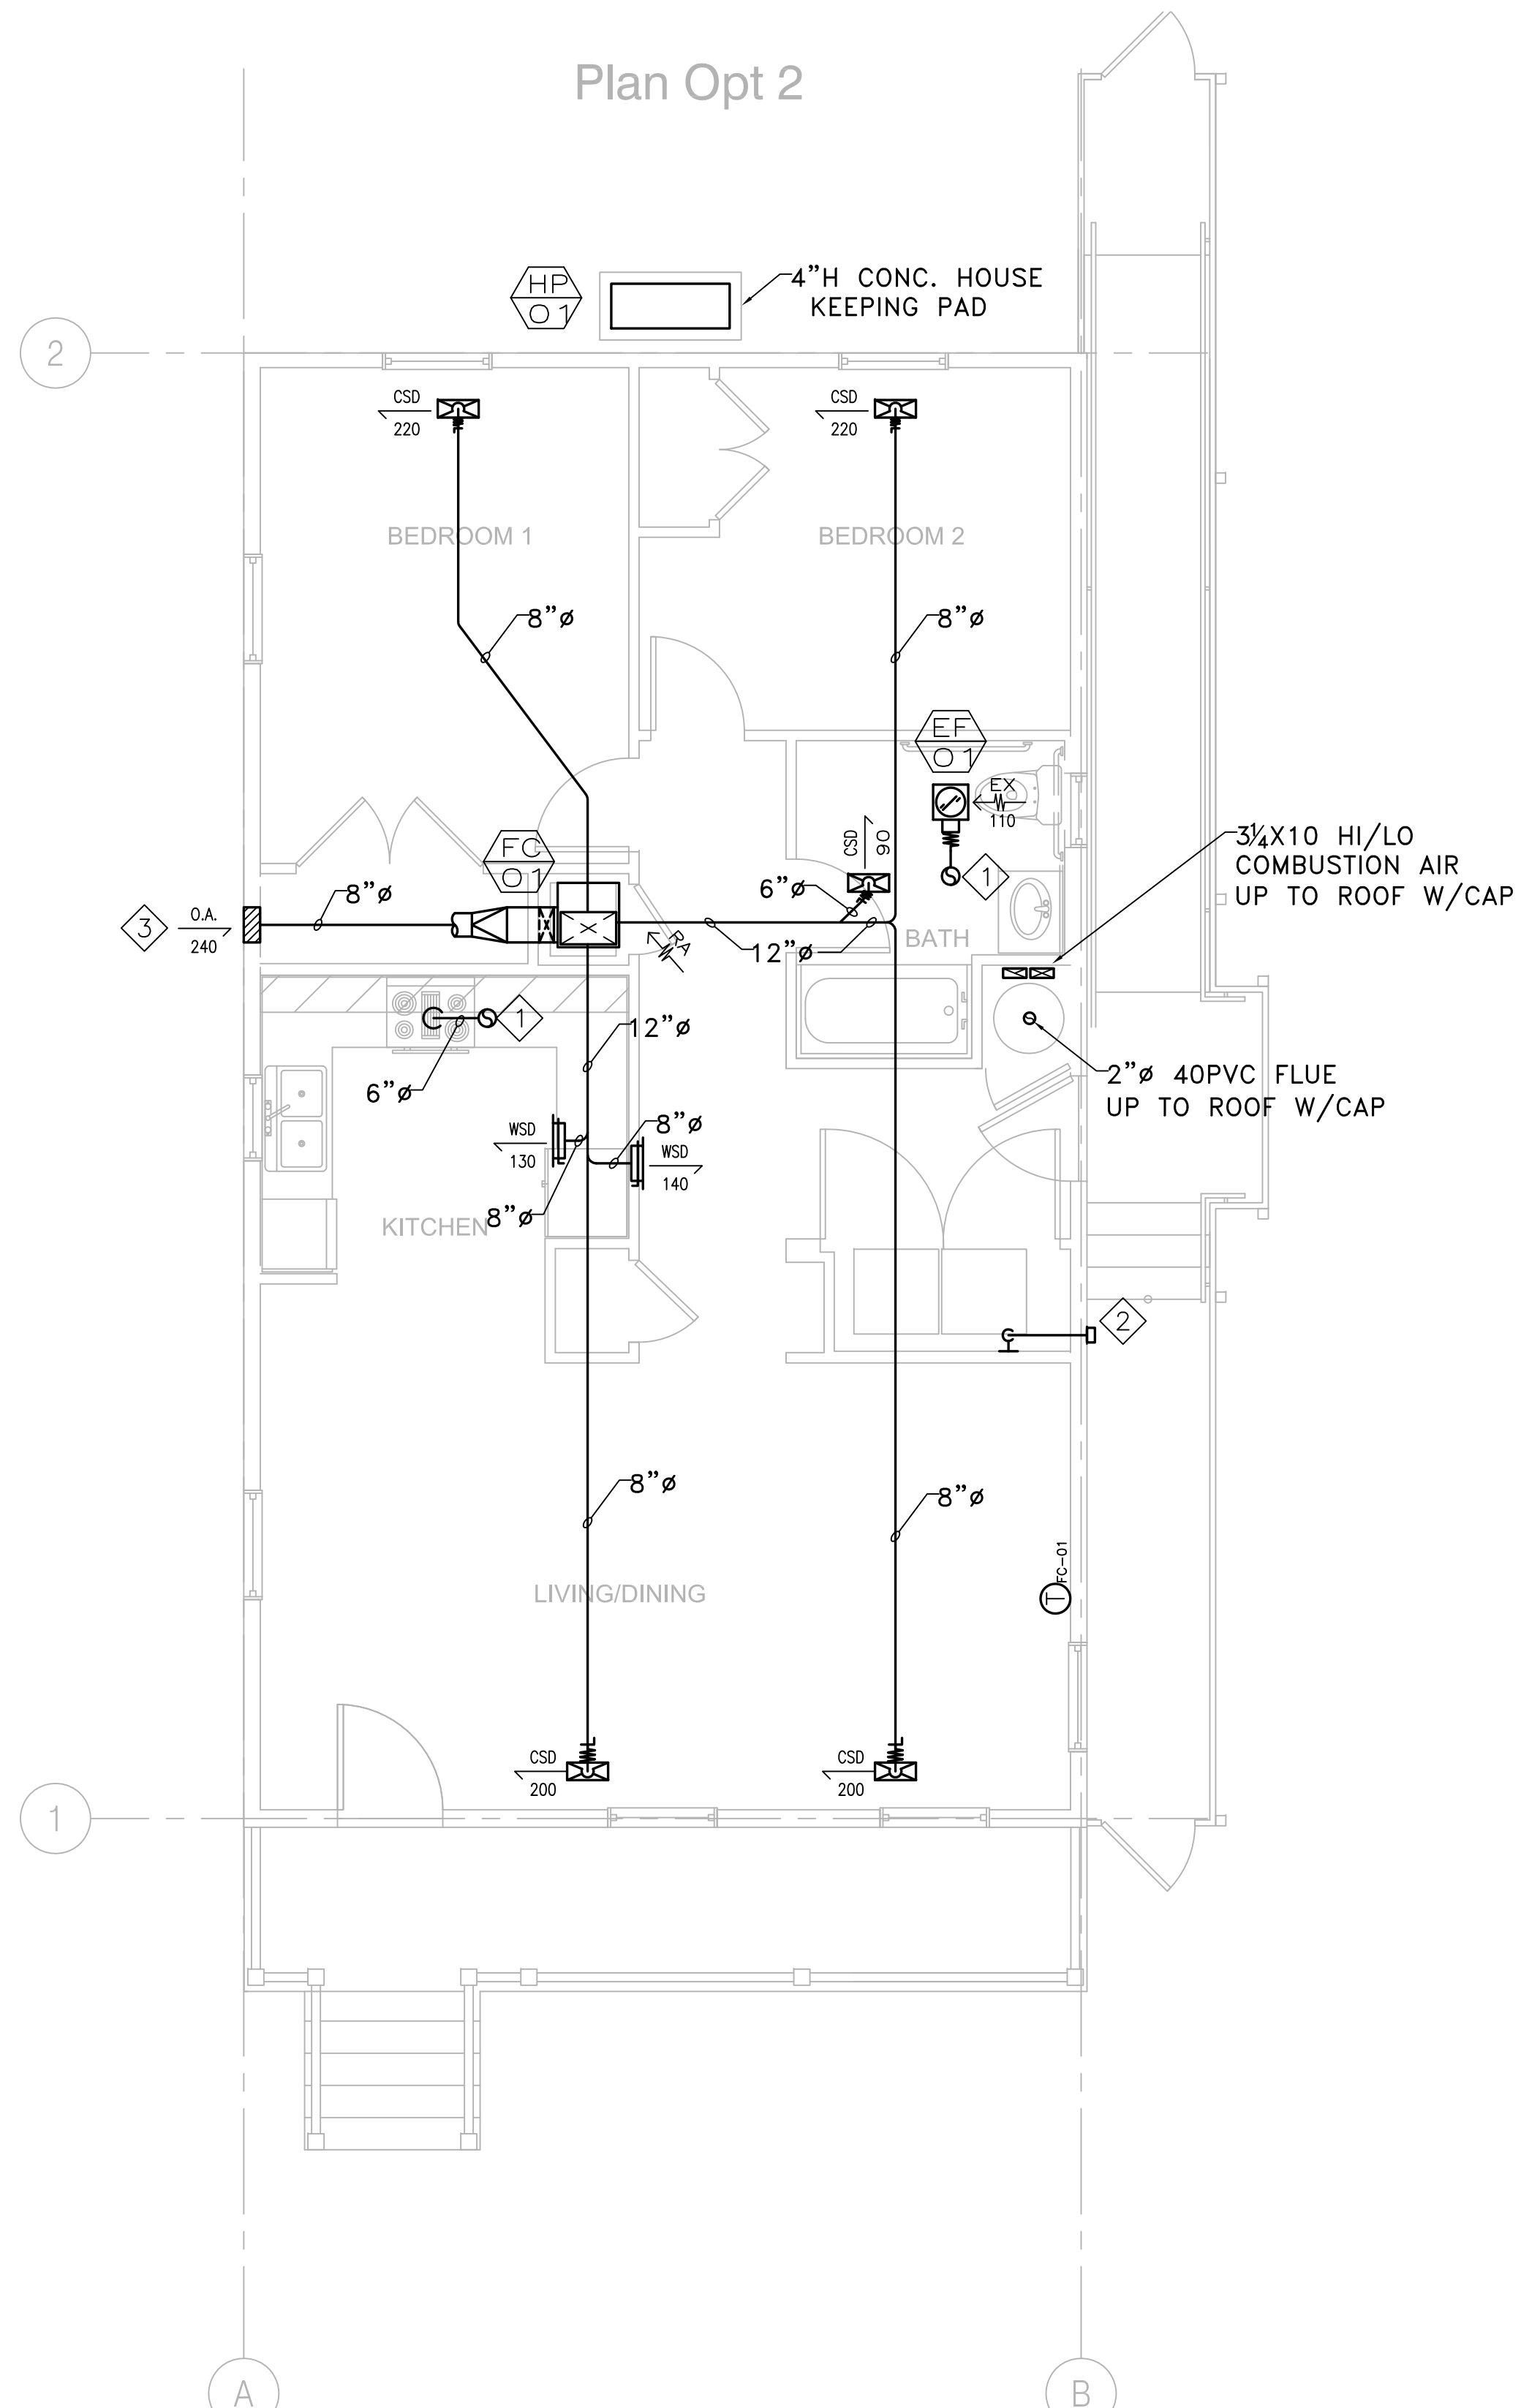 Plan Opt 2
HP
01
4”H CONC. HOUSE
KEEPING PAD
2
CSD
220
CSD
220
BEDROOM 1
BEDROOM 2
8”ø
8”ø
EF
01
EX
110
CSD
90
FC
01
3¼X10 HI/LO
COMBUSTION AIR
UP TO ROOF W/CAP
8”ø
6”ø
1
3
O.A.
240
RA
12”ø
BATH
1
12”ø
6”ø
2”ø 40PVC FLUE
UP TO ROOF W/CAP
8”ø
WSD
130
WSD
140
8”ø
KITCHEN
2
8”ø
8”ø
FC-01
T
LIVING/DINING
CSD
200
CSD
200
1
A
B